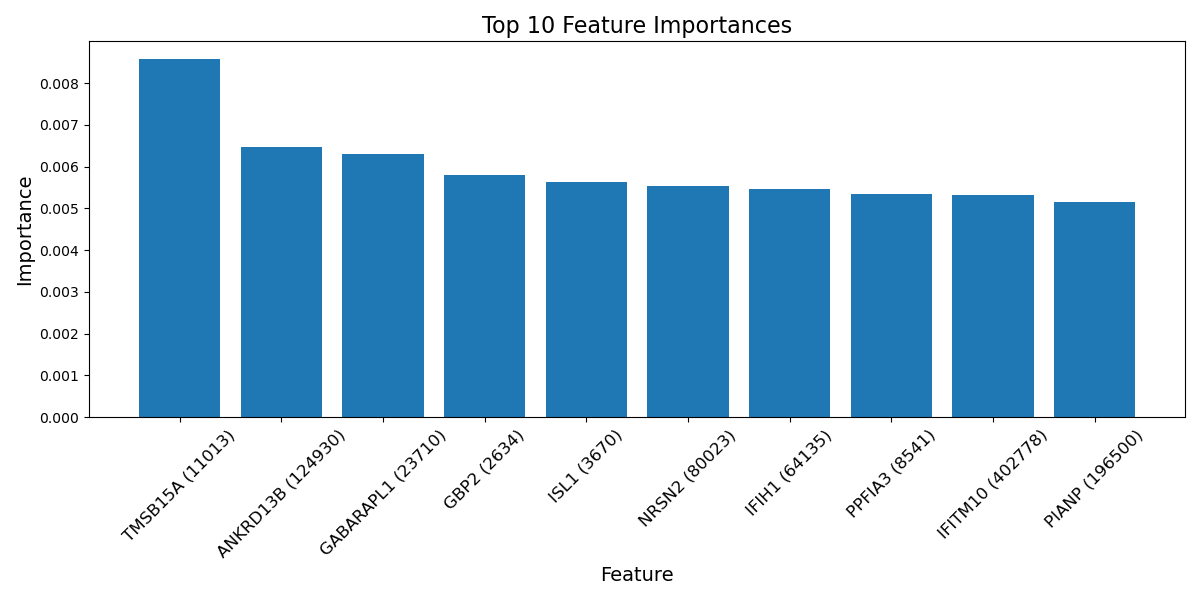 Top 10 Feature Importances
Importance
0.008
0.007
0.006
0.005
0.004
0.003
0.002
0.001
0.000
TMSB15A (11013)
ANKRD13B (124930)
GABARAPL1 (23710)
GBP2 (2634)
ISL1 (3670)
NRSN2 (80023)
IFIH1 (64135)
PPFIA3 (8541)
IFITM10 (402778)
PIANP (196500)
Feature